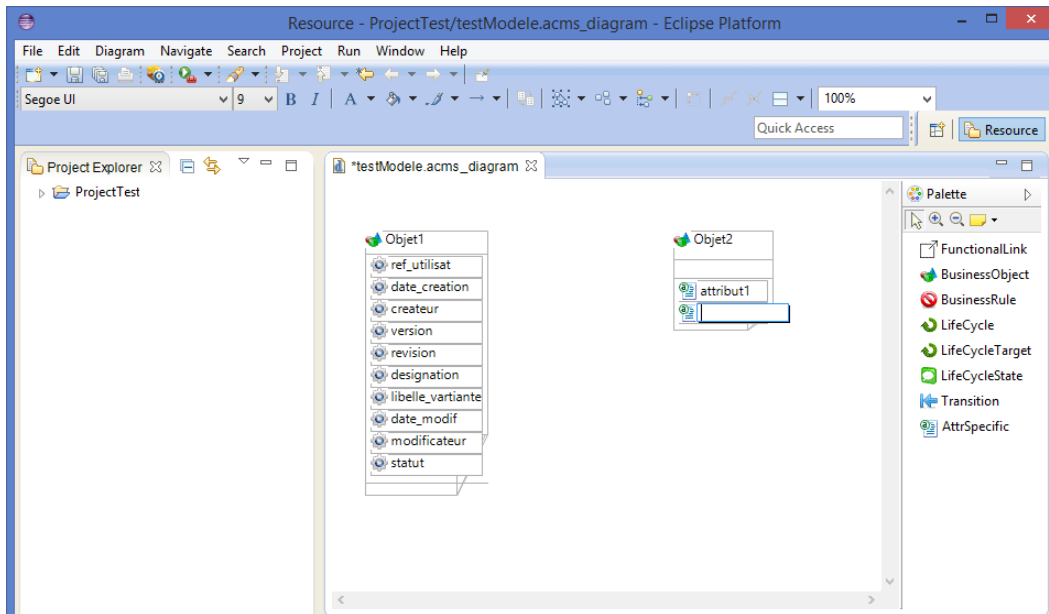 Resource - ProjectTest/testModele.acms_diagram - Eclipse Platform
File Edit Diagram Navigate Search Project Run Window Help
Segoe UI 9 B I A 100%
Quick Access Resource
Project Explorer *testModele.acms_diagram
ProjectTest
Palette
Objet1 Objet2
FunctionalLink
ref_utilisat
BusinessObject
date_creation attribut1
BusinessRule
createur
LifeCycle
version
LifeCycleTarget
revision
LifeCycleState
designation
Transition
libelle_vartiante
AttrSpecific
date_modif
modificateur
statut